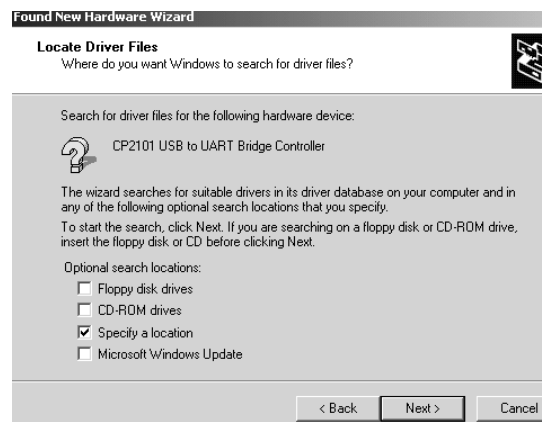 Found New Hardware Wizard
Locate Driver Files
Where do you want Windows to search for driver files?
Search for driver files for the following hardware device:
CP2101 USB to UART Bridge Controller
The wizard searches for suitable drivers in its driver database on your computer and in
any of the following optional search locations that you specify.
To start the search, click Next. If you are searching on a floppy disk or CD-ROM drive,
insert the floppy disk or CD before clicking Next.
Optional search locations:
Floppy disk drives
CD-ROM drives
Specify a location
Microsoft Windows Update
< Back Next > Cancel